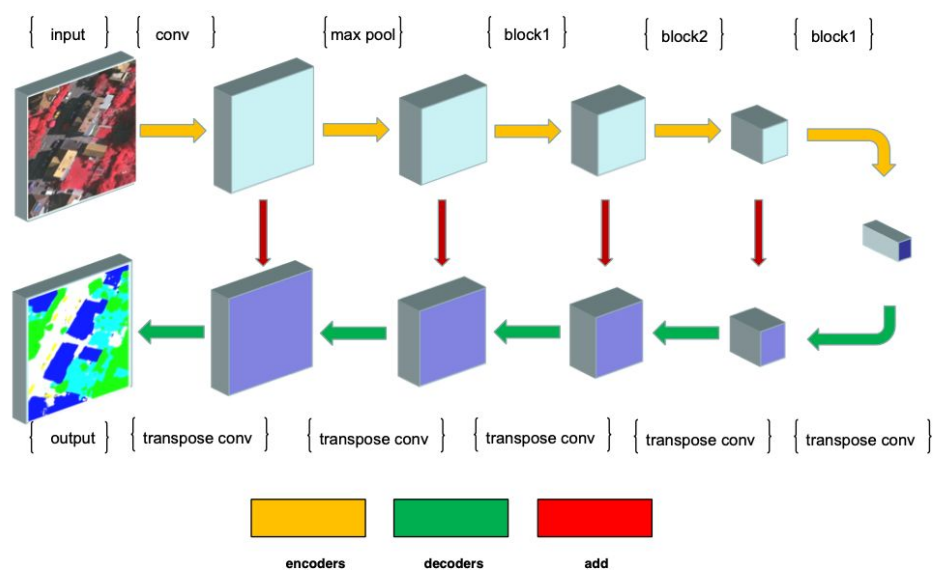 { input } { conv } { max pool } { block1 } { block2 } { block1 }
{ output } { transpose conv } { transpose conv } { transpose conv } { transpose conv } { transpose conv }
encoders decoders add